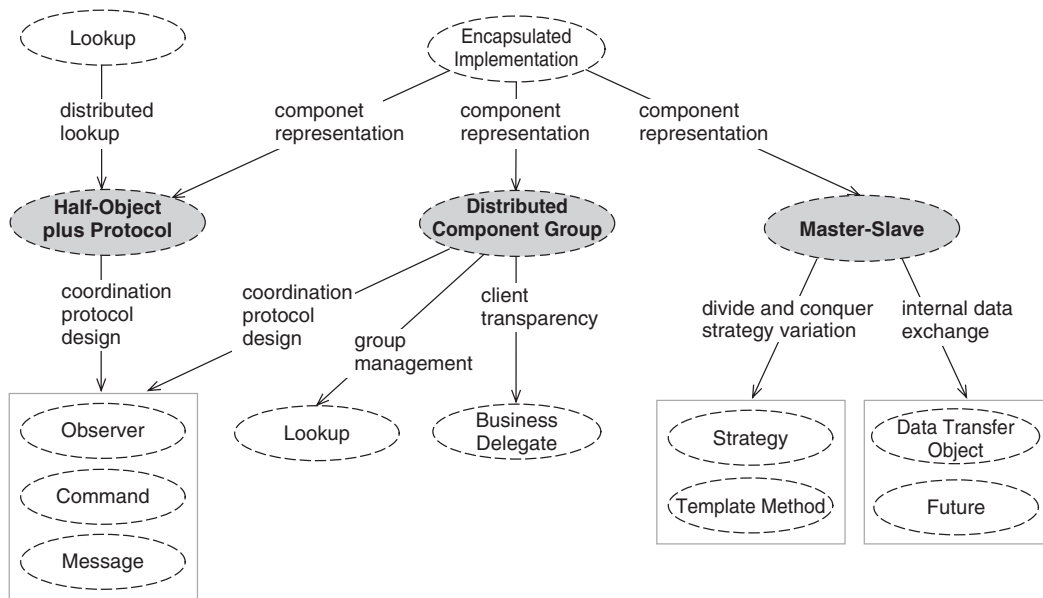 Lookup
Encapsulated
Implementation
distributed
lookup
componet
representation
component
representation
component
representation
Half-Object
plus Protocol
Distributed
Component Group
Master-Slave
coordination
protocol
design
coordination
protocol
design
group
management
client
transparency
divide and conquer
strategy variation
internal data
exchange
Observer
Command
Message
Lookup
Business
Delegate
Strategy
Template Method
Data Transfer
Object
Future